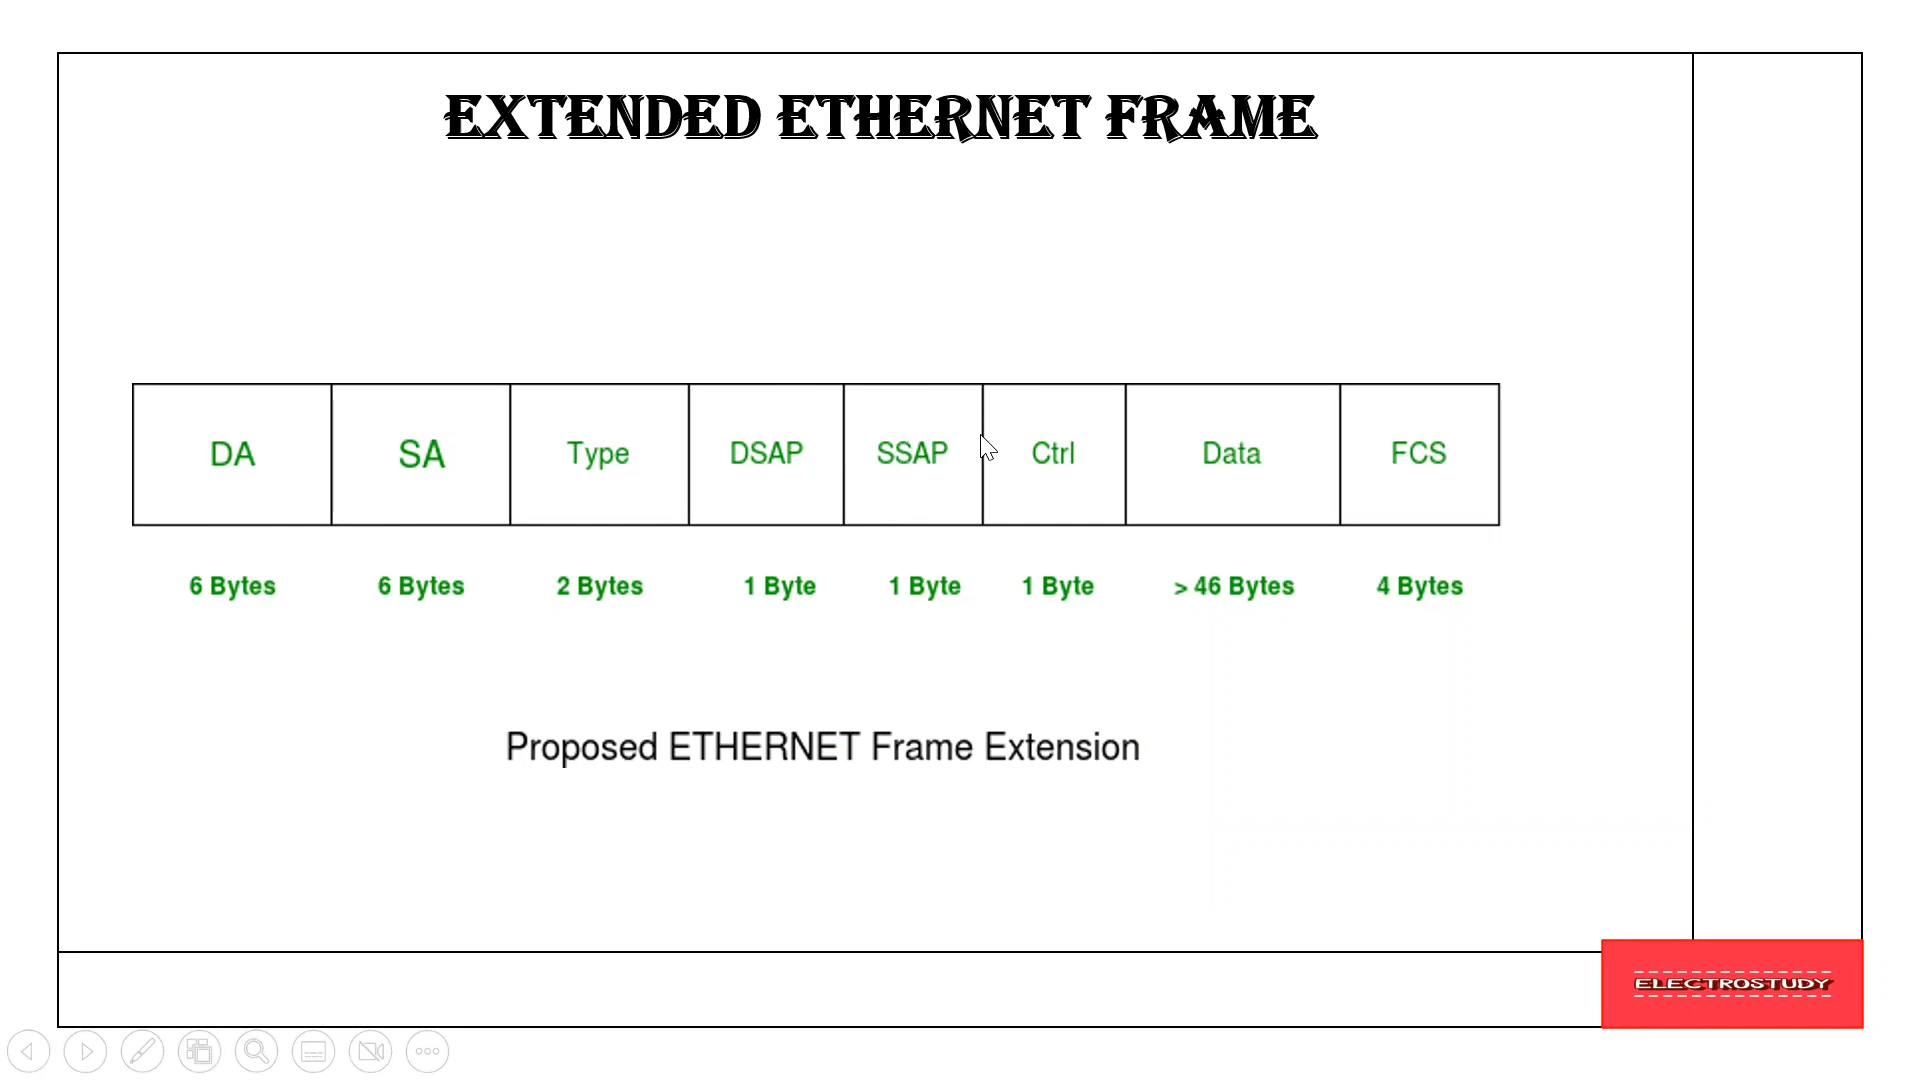 EXTENDED ETHERNET FRAME
DA SA Type DSAP SSAP Ctrl Data FCS
6 Bytes 6 Bytes 2 Bytes 1 Byte 1 Byte 1 Byte > 46 Bytes 4 Bytes
Proposed ETHERNET Frame Extension
ELECTROSTUDY